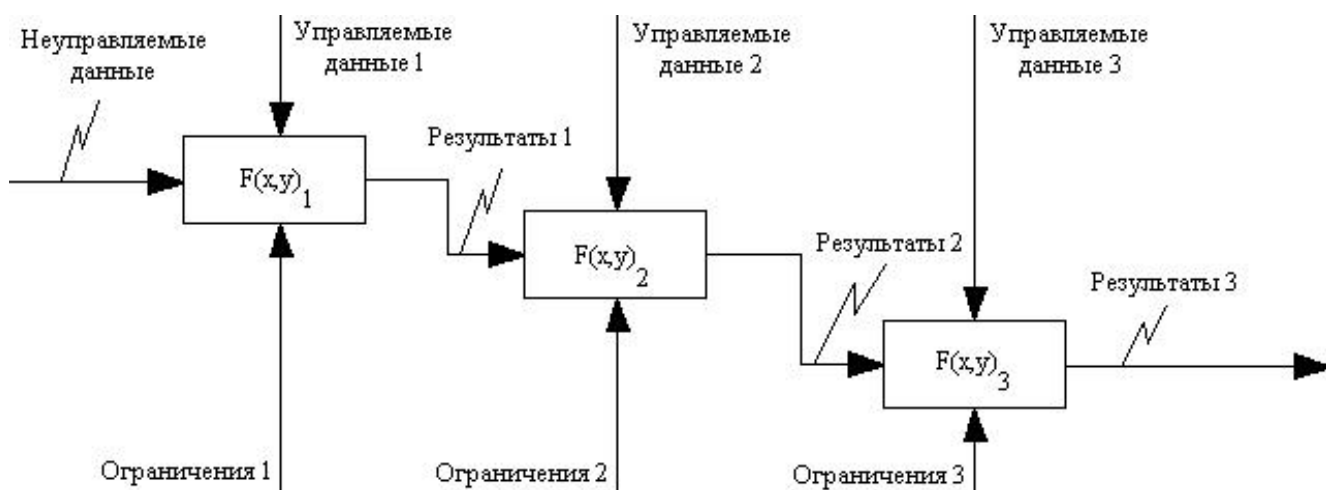 Неуправляемые
данные
Управляемые
данные 1
Управляемые
данные 2
Управляемые
данные 3
Результаты 1
F(x,y)1
F(x,y)2
Результаты 2
Результаты 3
F(x,y)3
Ограничения 1
Ограничения 2
Ограничения 3